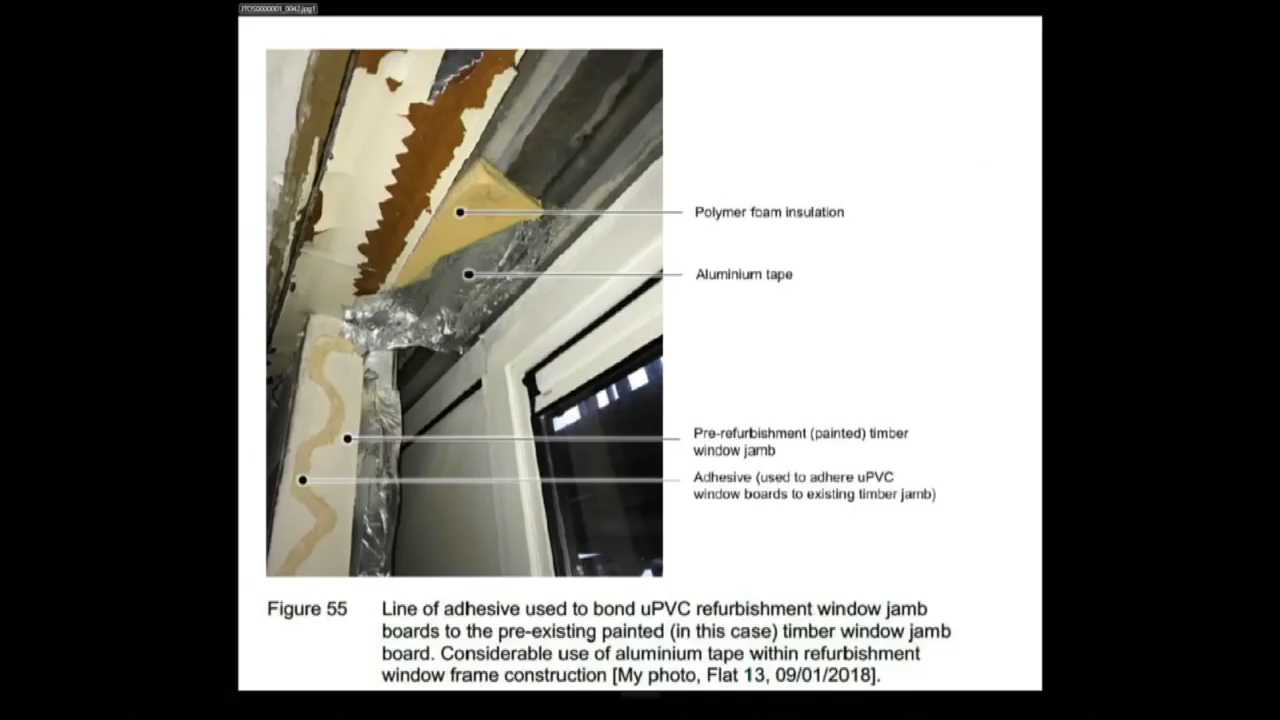 JTOS0000001_0042.jpg1
Polymer foam insulation
Aluminium tape
Pre-refurbishment (painted) timber
window jamb
Adhesive (used to adhere uPVC
window boards to existing timber jamb)
Figure 55 Line of adhesive used to bond uPVC refurbishment window jamb
boards to the pre-existing painted (in this case) timber window jamb
board. Considerable use of aluminium tape within refurbishment
window frame construction [My photo, Flat 13, 09/01/2018].